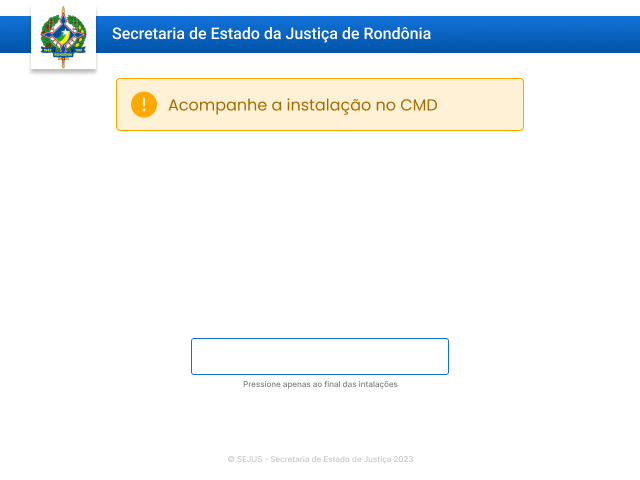 Secretaria de Estado da Justiça de Rondônia
Acompanhe a instalação no CMD
Pressione apenas ao final das intalações
© SEJUS - Secretaria de Estado de Justiça 2023